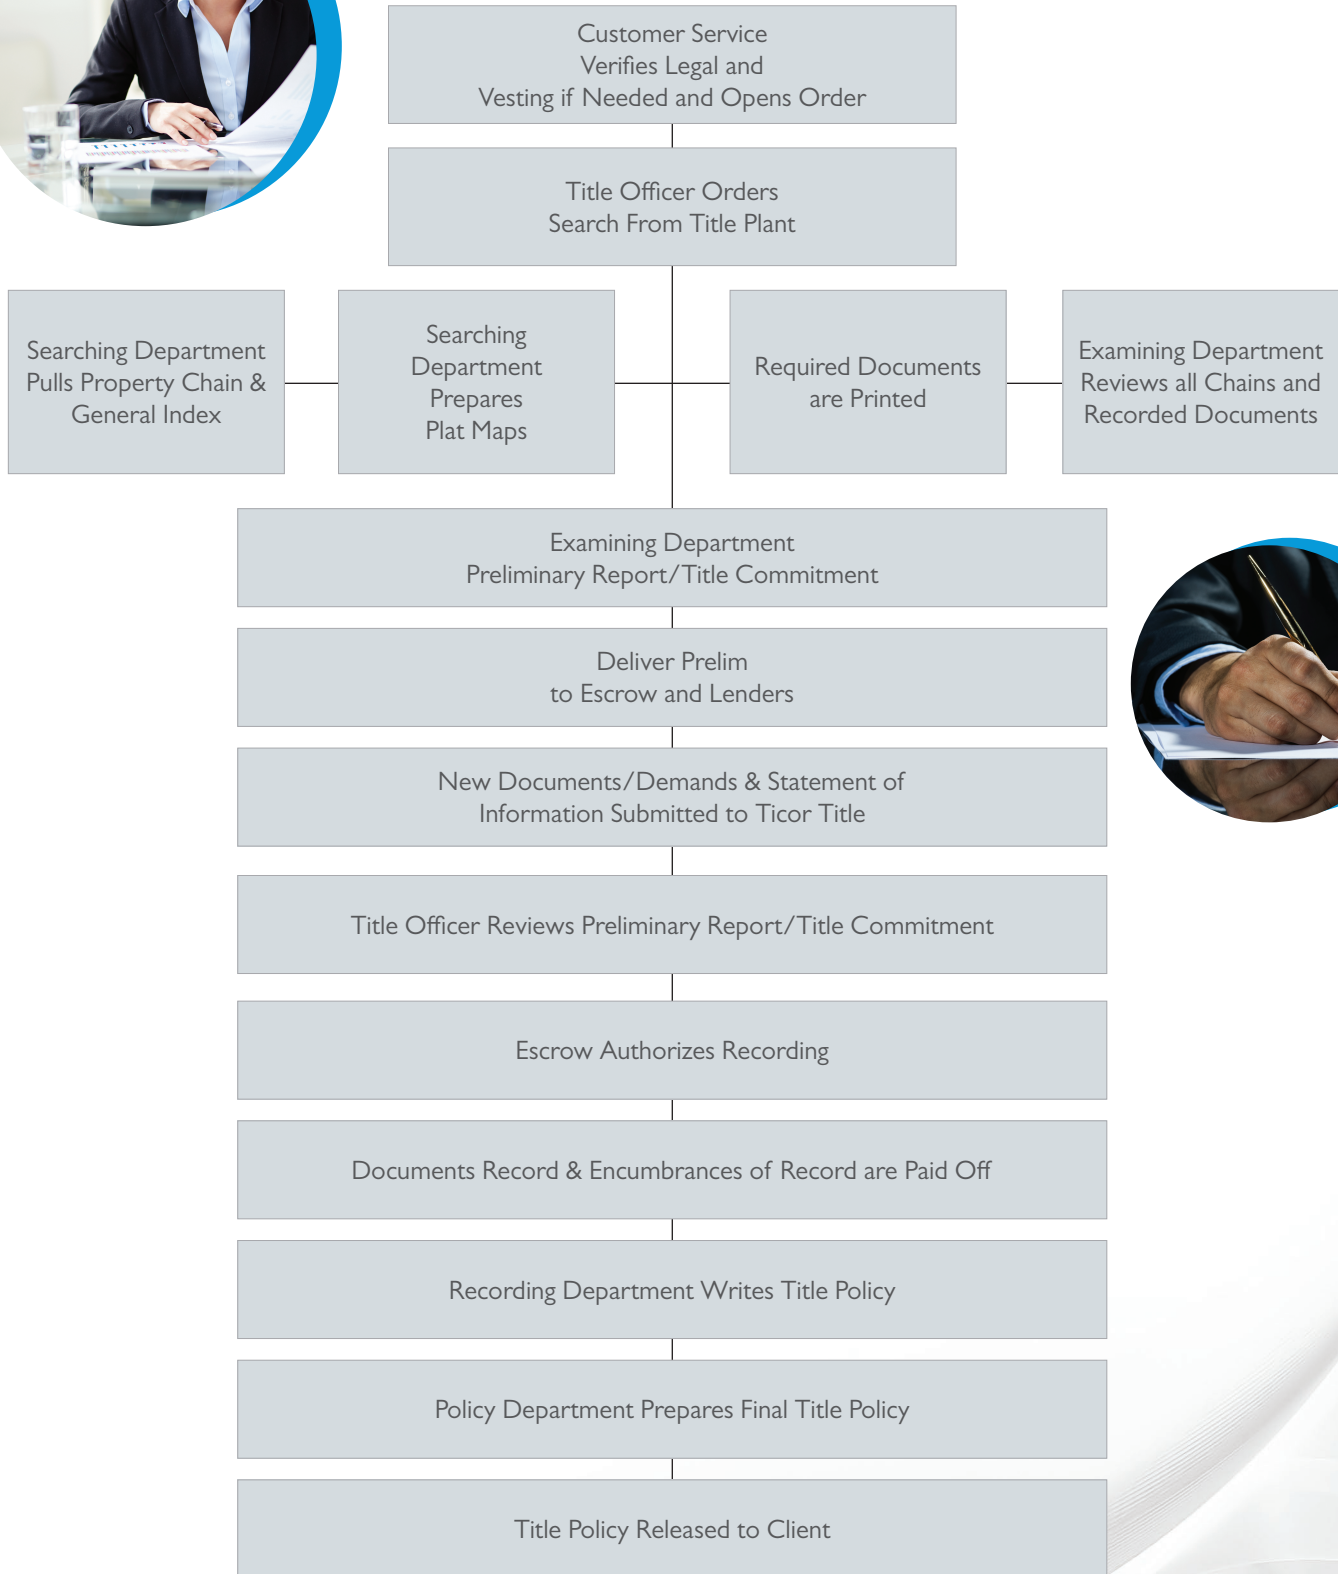 Customer Service
Verifies Legal and
Vesting if Needed and Opens Order
Title Officer Orders
Search From Title Plant
Searching Department
Pulls Property Chain &
General Index
Searching
Department
Prepares
Plat Maps
Required Documents
are Printed
Examining Department
Reviews all Chains and
Recorded Documents
Examining Department
Preliminary Report/Title Commitment
Deliver Prelim
to Escrow and Lenders
New Documents/Demands & Statement of
Information Submitted to Ticor Title
Title Officer Reviews Preliminary Report/Title Commitment
Escrow Authorizes Recording
Documents Record & Encumbrances of Record are Paid Off
Recording Department Writes Title Policy
Policy Department Prepares Final Title Policy
Title Policy Released to Client